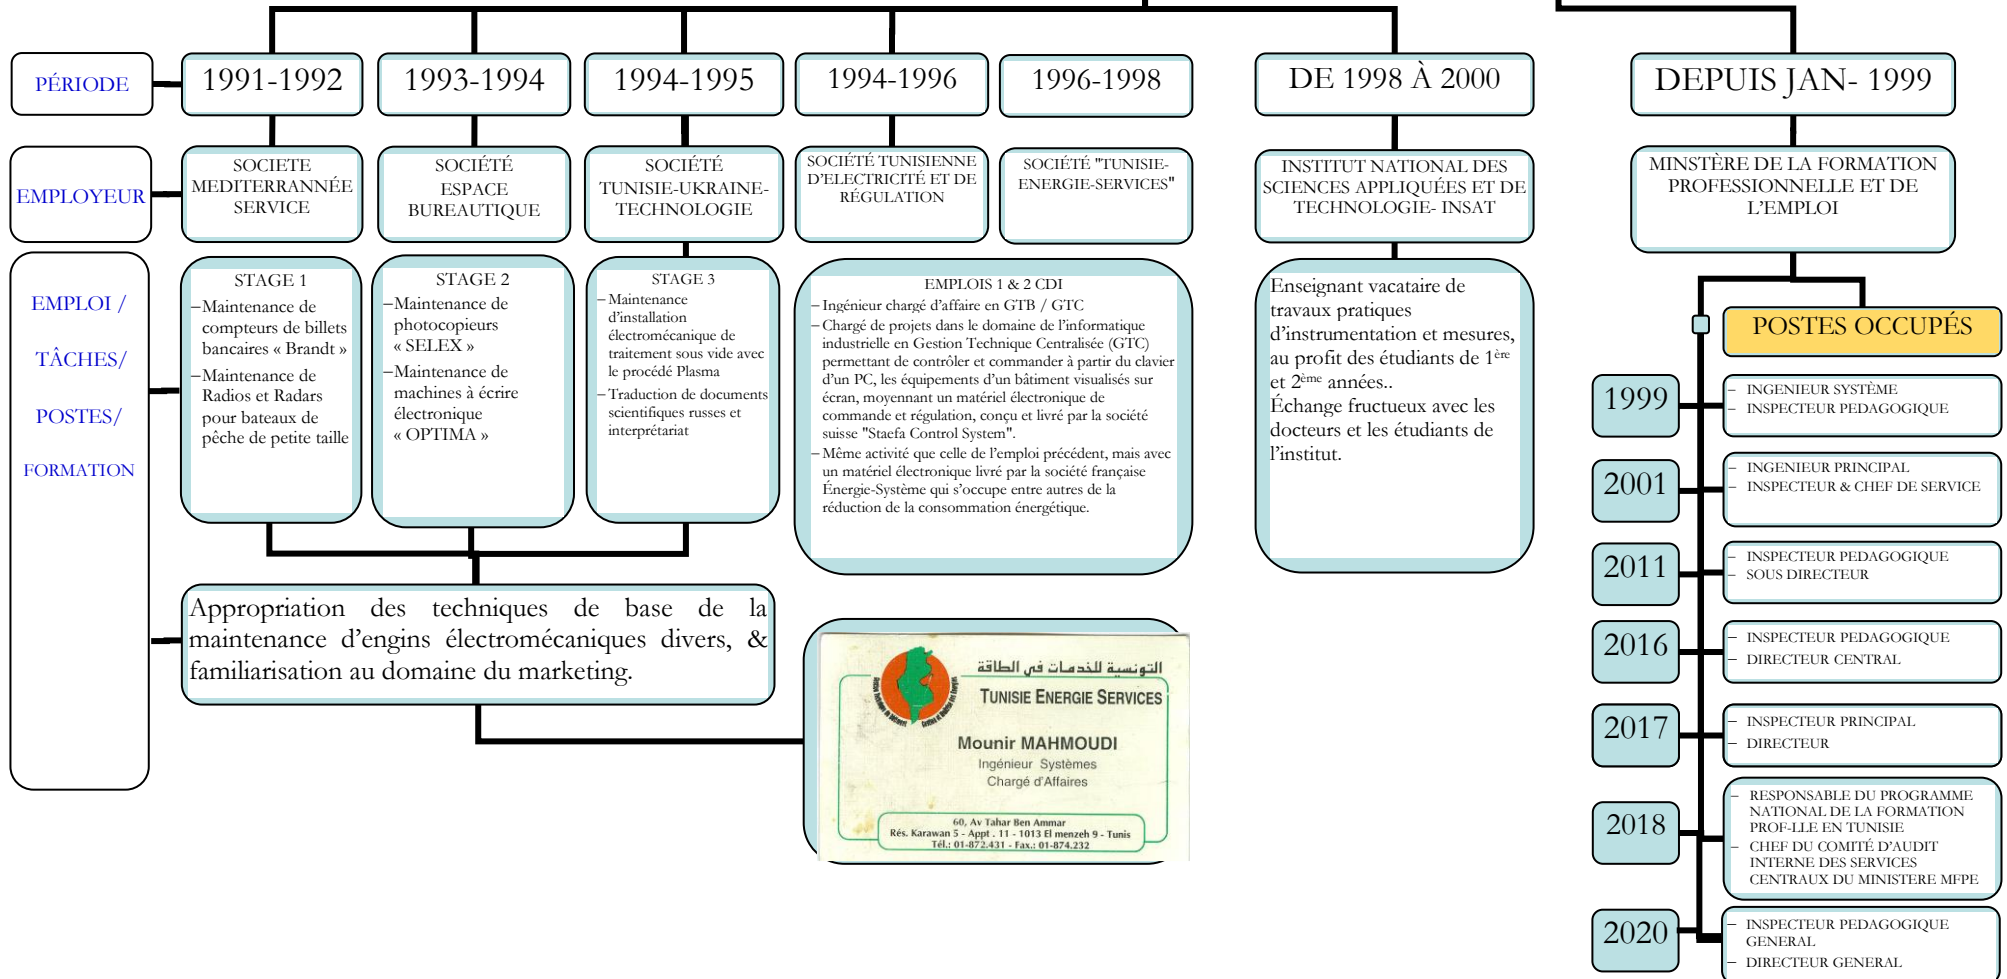 PÉRIODE
1991-1992
1993-1994
1994-1995
1994-1996
1996-1998
DE 1998 À 2000
DEPUIS JAN- 1999
EMPLOYEUR
SOCIETE
MEDITERRANNÉE
SERVICE
SOCIÉTÉ
ESPACE
BUREAUTIQUE
SOCIÉTÉ
TUNISIE-UKRAINE-
TECHNOLOGIE
SOCIÉTÉ TUNISIENNE
D’ELECTRICITÉ ET DE
RÉGULATION
SOCIÉTÉ "TUNISIE-
ENERGIE-SERVICES"
INSTITUT NATIONAL DES
SCIENCES APPLIQUÉES ET DE
TECHNOLOGIE- INSAT
MINSTÈRE DE LA FORMATION
PROFESSIONNELLE ET DE
L’EMPLOI
EMPLOI /
TÂCHES/
POSTES/
FORMATION
STAGE 1
–Maintenance de
compteurs de billets
bancaires « Brandt »
–Maintenance de
Radios et Radars
pour bateaux de
pêche de petite taille
STAGE 2
–Maintenance de
photocopieurs
« SELEX »
–Maintenance de
machines à écrire
électronique
« OPTIMA »
STAGE 3
– Maintenance
d’installation
électromécanique de
traitement sous vide avec
le procédé Plasma
– Traduction de documents
scientifiques russes et
interprétariat
EMPLOIS 1 & 2 CDI
– Ingénieur chargé d’affaire en GTB / GTC
– Chargé de projets dans le domaine de l’informatique
industrielle en Gestion Technique Centralisée (GTC)
permettant de contrôler et commander à partir du clavier
d’un PC, les équipements d’un bâtiment visualisés sur
écran, moyennant un matériel électronique de
commande et régulation, conçu et livré par la société
suisse "Staefa Control System".
– Même activité que celle de l’emploi précédent, mais avec
un matériel électronique livré par la société française
Énergie-Système qui s’occupe entre autres de la
réduction de la consommation énergétique.
Enseignant vacataire de
travaux pratiques
d’instrumentation et mesures,
au profit des étudiants de 1ère
et 2ème années..
Échange fructueux avec les
docteurs et les étudiants de
l’institut.
POSTES OCCUPÉS
1999
– INGENIEUR SYSTÈME
– INSPECTEUR PEDAGOGIQUE
2001
– INGENIEUR PRINCIPAL
– INSPECTEUR & CHEF DE SERVICE
2011
– INSPECTEUR PEDAGOGIQUE
– SOUS DIRECTEUR
2016
– INSPECTEUR PEDAGOGIQUE
– DIRECTEUR CENTRAL
2017
– INSPECTEUR PRINCIPAL
– DIRECTEUR
2018
– RESPONSABLE DU PROGRAMME
NATIONAL DE LA FORMATION
PROF-LLE EN TUNISIE
– CHEF DU COMITÉ D’AUDIT
INTERNE DES SERVICES
CENTRAUX DU MINISTERE MFPE
2020
– INSPECTEUR PEDAGOGIQUE
GENERAL
– DIRECTEUR GENERAL
Appropriation des techniques de base de la
maintenance d’engins électromécaniques divers, &
familiarisation au domaine du marketing.
التونسية للخدمات في الطاقة
TUNISIE ENERGIE SERVICES
Mounir MAHMOUDI
Ingénieur Systèmes
Chargé d'Affaires
60, Av Tahar Ben Ammar
Rés. Karawan 5 - Appt . 11 - 1013 El menzeh 9 - Tunis
Tél.: 01-872.431 - Fax.: 01-874.232